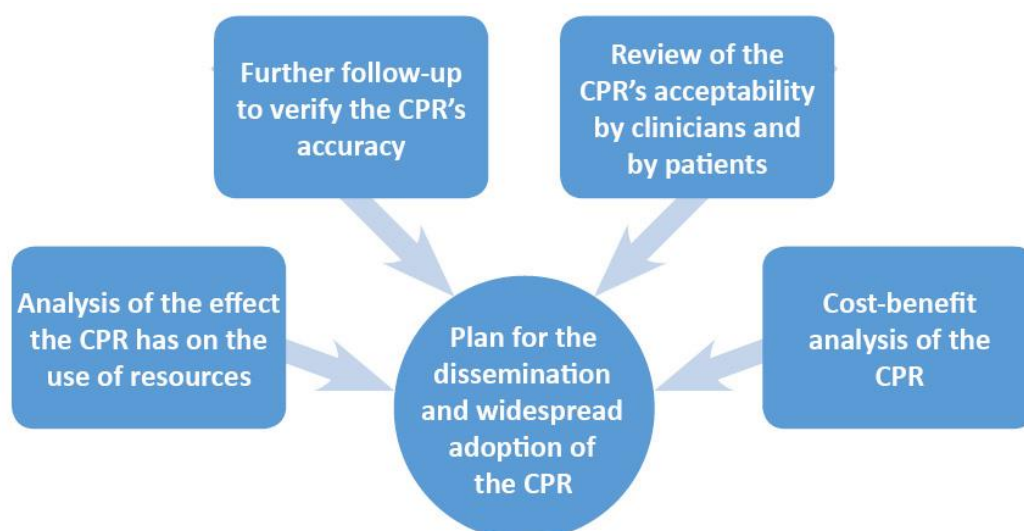 Further follow-up
to verify the CPR's
accuracy
Review of the
CPR's acceptability
by clinicians and
by patients
Analysis of the effect
the CPR has on the
use of resources
Plan for the
dissemination
and widespread
adoption of
the CPR
Cost-benefit
analysis of the
CPR